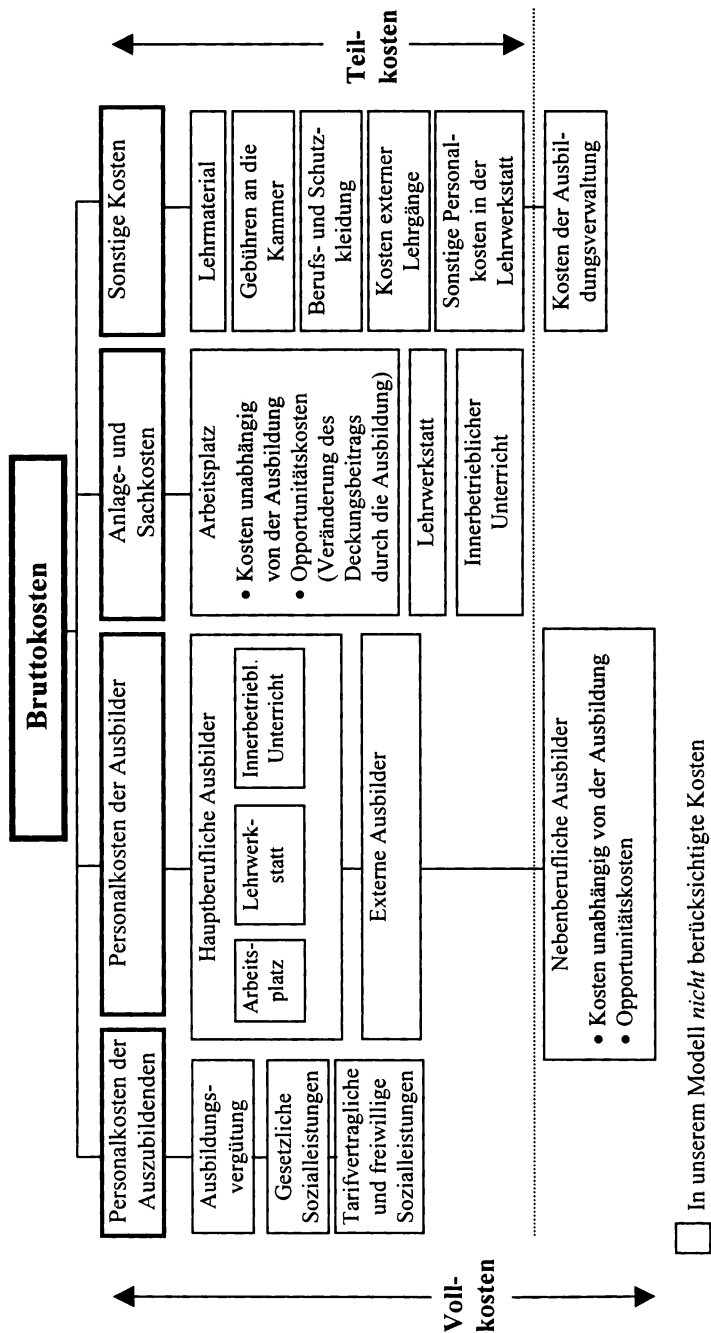 Bruttokosten
Personalkosten der
Auszubildenden
Personalkosten der Ausbilder
Anlage- und
Sachkosten
Sonstige Kosten
Ausbildungs-
vergütung
Gesetzliche
Sozialleistungen
Tarifvertragliche
und freiwillige
Sozialleistungen
Hauptberufliche Ausbilder
Arbeits-
platz
Lehrwerk-
statt
Innerbetriebl.
Unterricht
Externe Ausbilder
Arbeitsplatz
• Kosten unabhängig
von der Ausbildung
• Opportunitätskosten
(Veränderung des
Deckungsbeitrags
durch die Ausbildung)
Lehrwerkstatt
Innerbetrieblicher
Unterricht
Lehrmaterial
Gebühren an die
Kammer
Berufs- und Schutz-
kleidung
Kosten externer
Lehrgänge
Sonstige Personal-
kosten in der
Lehrwerkstatt
Nebenberufliche Ausbilder
• Kosten unabhängig von der Ausbildung
• Opportunitätskosten
Kosten der Ausbil-
dungsverwaltung
Voll-
kosten
Teil-
kosten
In unserem Modell nicht berücksichtigte Kosten